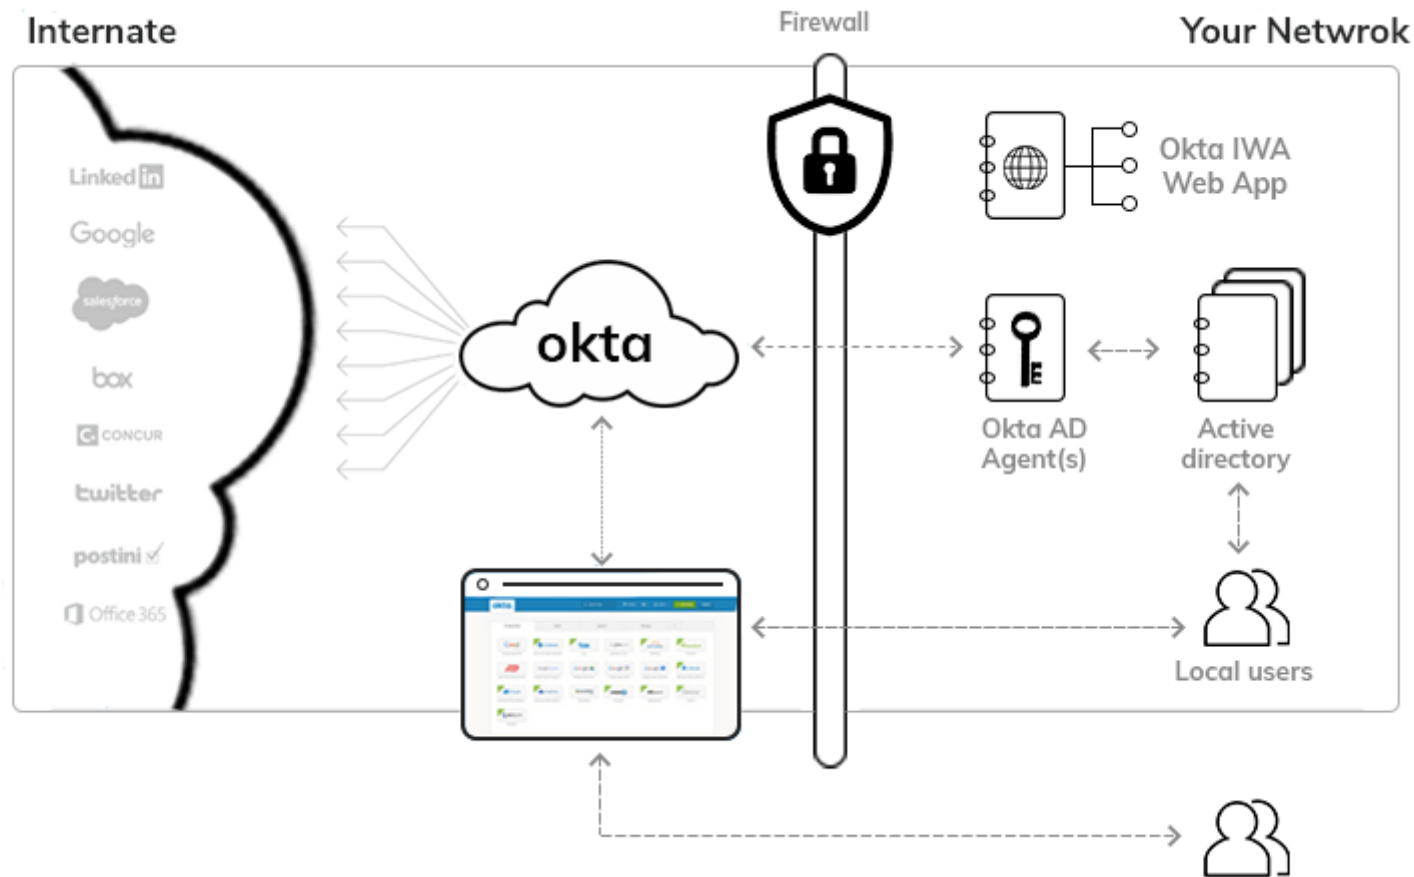 Internate
Firewall
Your Netwrok
Linked in
Google
salesforce
box
C. CONCUR
twitter
postini
Office 365
okta
Okta IWA
Web App
Okta AD
Agent(s)
Active
directory
okta
Local users